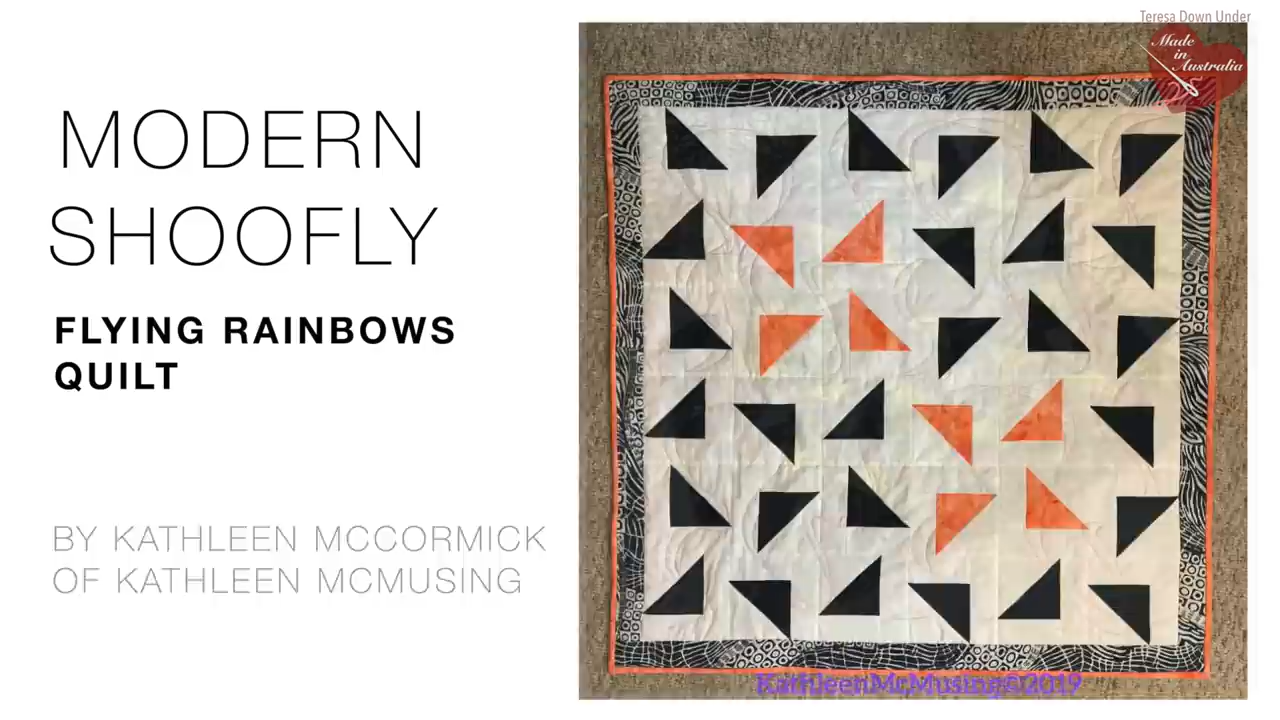 Teresa Down Under
Made
in
Australia
MODERN
SHOOFLY
FLYING RAINBOWS
QUILT
BY KATHLEEN MCCORMICK
OF KATHLEEN MCMUSING
KathleenMcMusing©2019